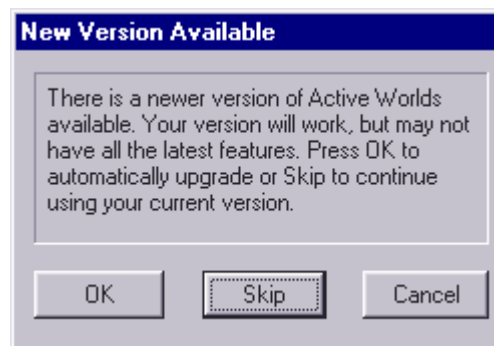 New Version Available
There is a newer version of Active Worlds
available. Your version will work, but may not
have all the latest features. Press OK to
automatically upgrade or Skip to continue
using your current version.
OK Skip Cancel